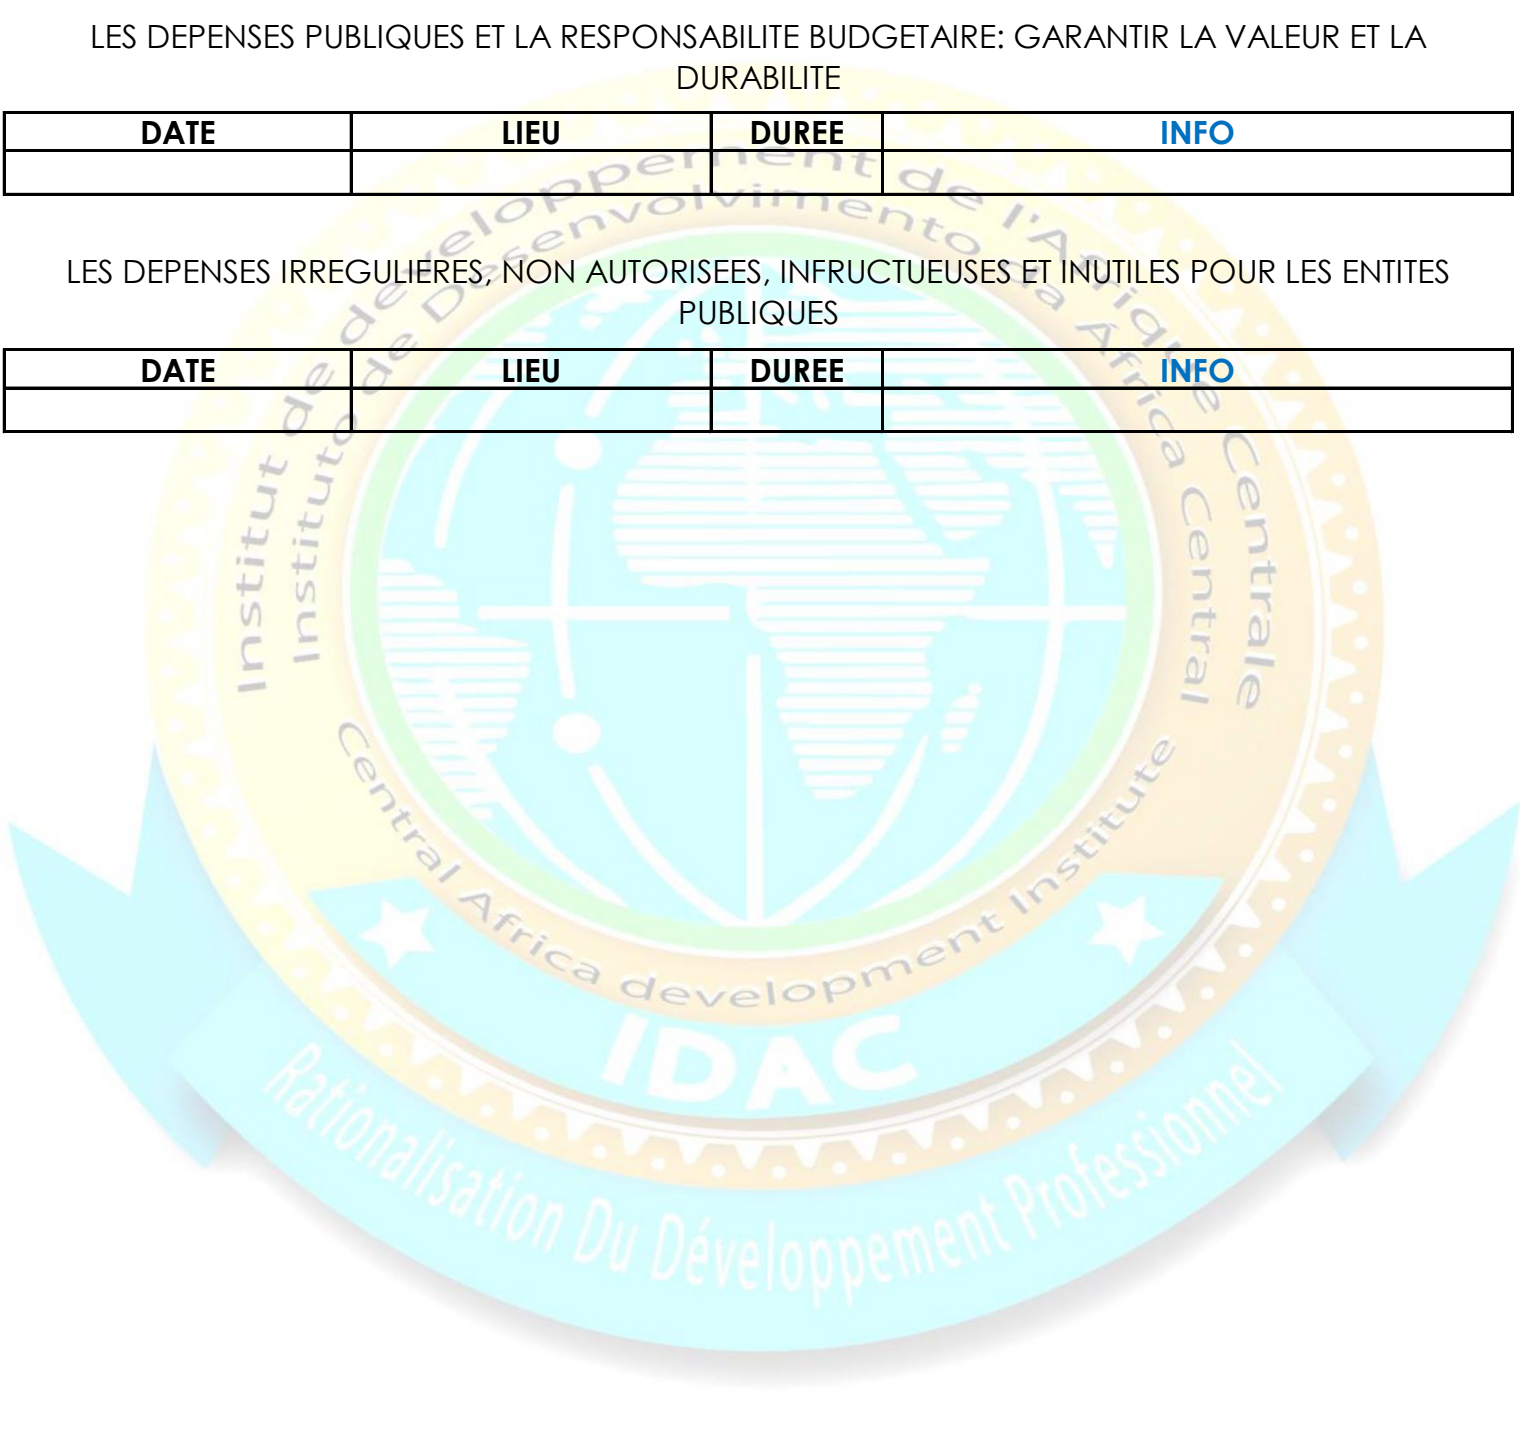 LES DEPENSES PUBLIQUES ET LA RESPONSABILITE BUDGETAIRE: GARANTIR LA VALEUR ET LA
DURABILITE
DATE LIEU DUREE INFO
LES DEPENSES IRREGULIERES, NON AUTORISEES, INFRUCTUEUSES ET INUTILES POUR LES ENTITES
PUBLIQUES
DATE LIEU DUREE INFO
Institut de développement de l'Afrique Centrale
Instituto de Desenvolvimento da África Central
Central Africa development Institute
IDAC
Rationalisation Du Développement Professionnel